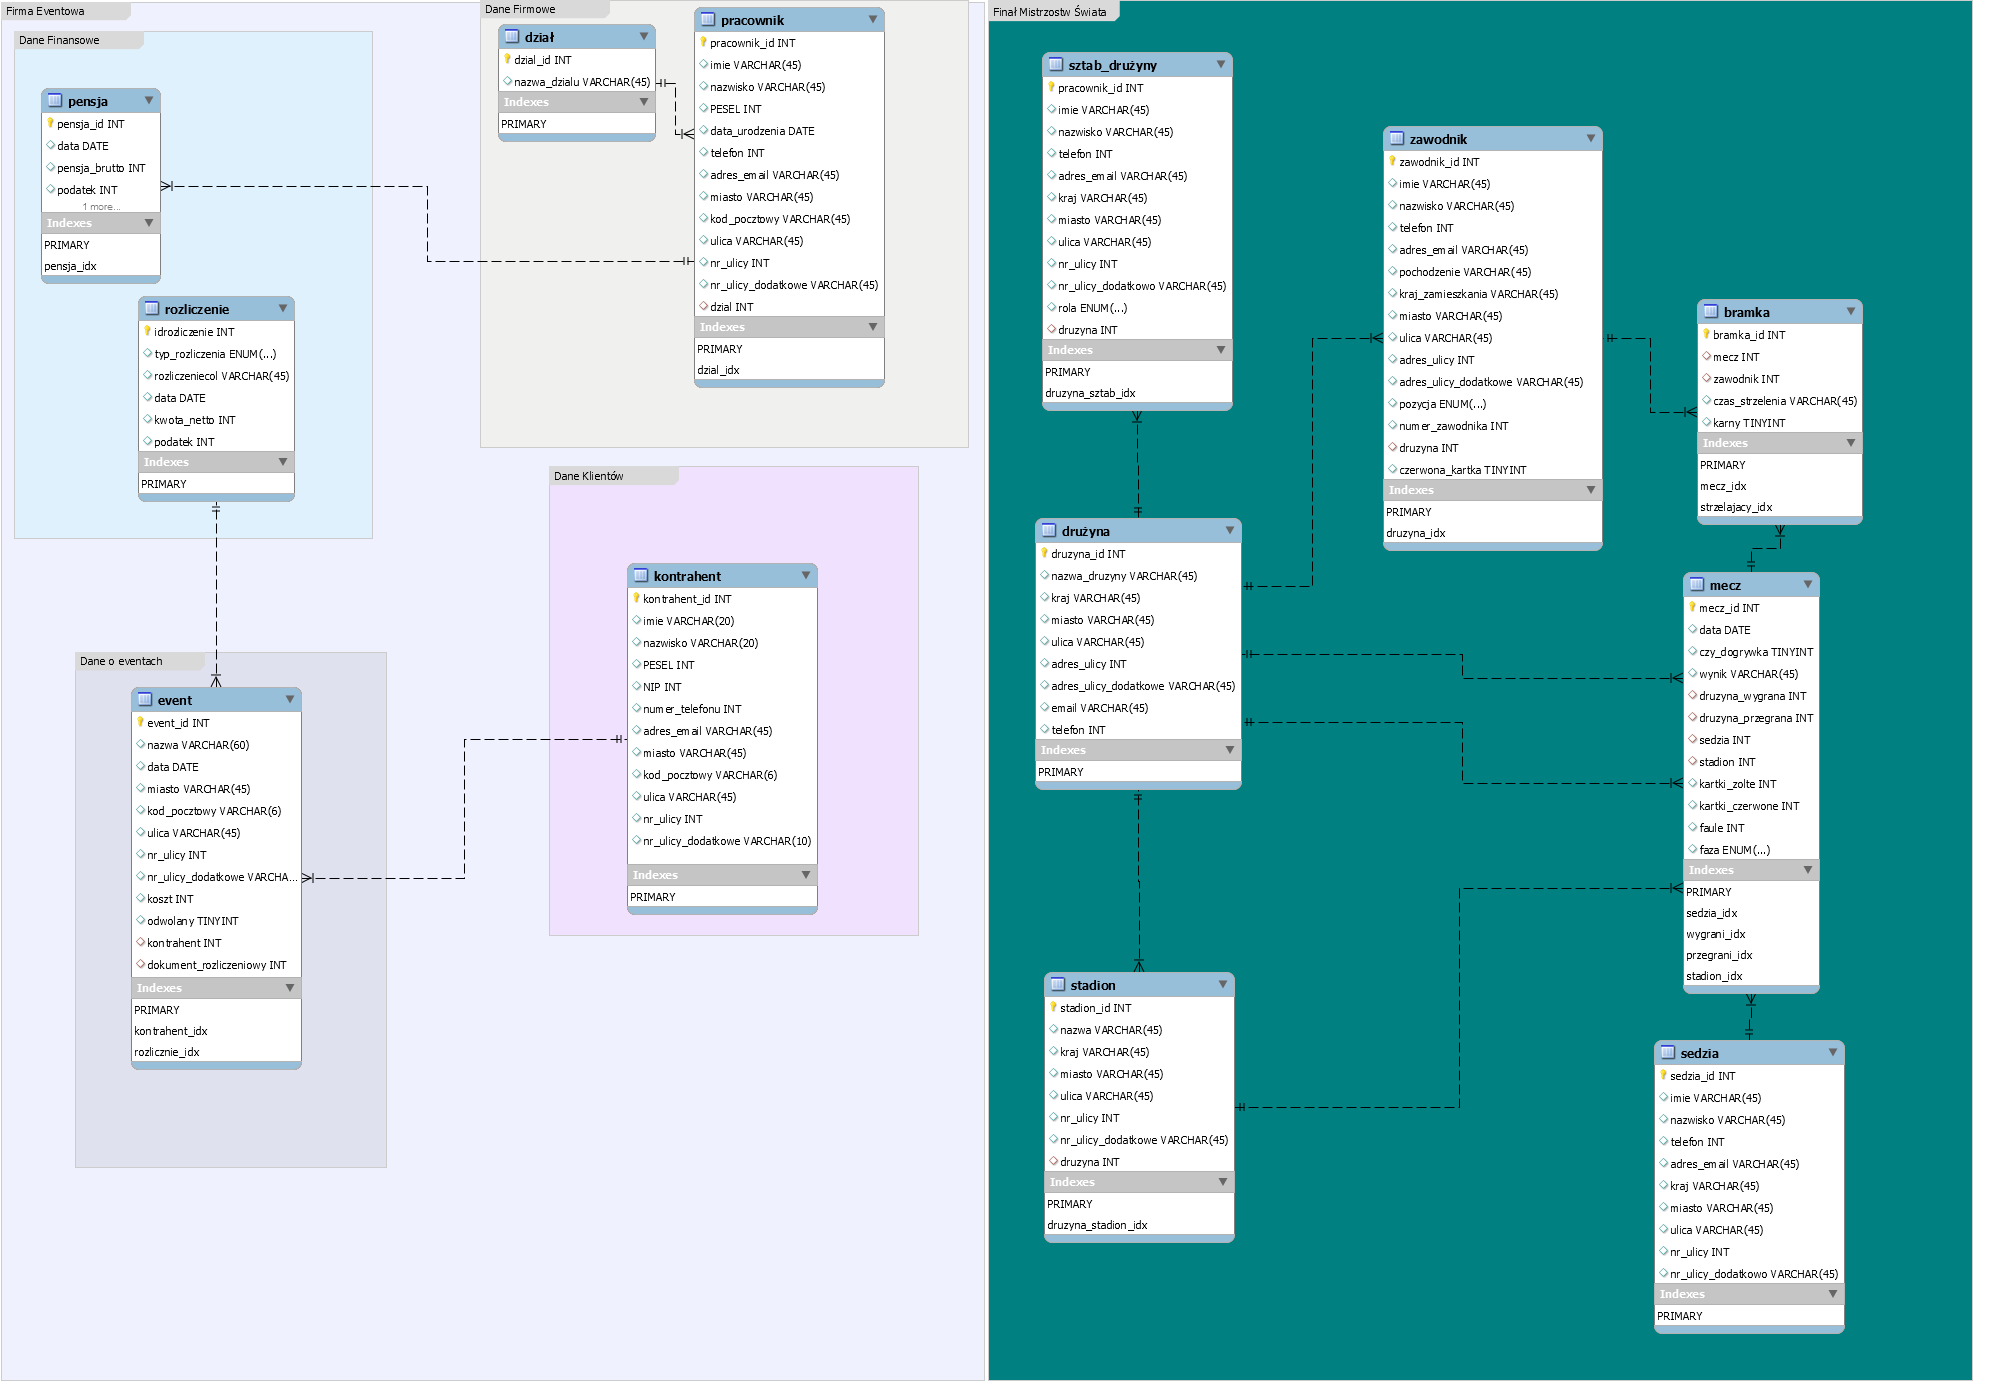 Firma Eventowa
Dane Finansowe
pensja
pensja_id INT
data DATE
pensja_brutto INT
podatek INT
1 more...
Indexes
PRIMARY
pensja_idx
rozliczenie
idrozliczenie INT
typ_rozliczenia ENUM(...)
rozliczeniecol VARCHAR(45)
data DATE
kwota_netto INT
podatek INT
Indexes
PRIMARY
Dane Firmowe
dział
dzial_id INT
nazwa_dzialu VARCHAR(45)
Indexes
PRIMARY
pracownik
pracownik_id INT
imie VARCHAR(45)
nazwisko VARCHAR(45)
PESEL INT
data_urodzenia DATE
telefon INT
adres_email VARCHAR(45)
miasto VARCHAR(45)
kod_pocztowy VARCHAR(45)
ulica VARCHAR(45)
nr_ulicy INT
nr_ulicy_dodatkowe VARCHAR(45)
dzial INT
Indexes
PRIMARY
dzial_idx
Dane Klientów
kontrahent
kontrahent_id INT
imie VARCHAR(20)
nazwisko VARCHAR(20)
PESEL INT
NIP INT
numer_telefonu INT
adres_email VARCHAR(45)
miasto VARCHAR(45)
kod_pocztowy VARCHAR(6)
ulica VARCHAR(45)
nr_ulicy INT
nr_ulicy_dodatkowe VARCHAR(10)
Indexes
PRIMARY
Dane o eventach
event
event_id INT
nazwa VARCHAR(60)
data DATE
miasto VARCHAR(45)
kod_pocztowy VARCHAR(6)
ulica VARCHAR(45)
nr_ulicy INT
nr_ulicy_dodatkowe VARCHA...
koszt INT
odwolany TINYINT
kontrahent INT
dokument_rozliczeniowy INT
Indexes
PRIMARY
kontrahent_idx
rozlicznie_idx
Finał Mistrzostw Świata
sztab_drużyny
pracownik_id INT
imie VARCHAR(45)
nazwisko VARCHAR(45)
telefon INT
adres_email VARCHAR(45)
kraj VARCHAR(45)
miasto VARCHAR(45)
ulica VARCHAR(45)
nr_ulicy INT
nr_ulicy_dodatkowo VARCHAR(45)
rola ENUM(...)
druzyna INT
Indexes
PRIMARY
druzyna_sztab_idx
zawodnik
zawodnik_id INT
imie VARCHAR(45)
nazwisko VARCHAR(45)
telefon INT
adres_email VARCHAR(45)
pochodzenie VARCHAR(45)
kraj_zamieszkania VARCHAR(45)
miasto VARCHAR(45)
ulica VARCHAR(45)
adres_ulicy INT
adres_ulicy_dodatkowe VARCHAR(45)
pozycja ENUM(...)
numer_zawodnika INT
druzyna INT
czerwona_kartka TINYINT
Indexes
PRIMARY
druzyna_idx
bramka
bramka_id INT
mecz INT
zawodnik INT
czas_strzelenia VARCHAR(45)
karny TINYINT
Indexes
PRIMARY
mecz_idx
strzelajacy_idx
drużyna
druzyna_id INT
nazwa_druzyny VARCHAR(45)
kraj VARCHAR(45)
miasto VARCHAR(45)
ulica VARCHAR(45)
adres_ulicy INT
adres_ulicy_dodatkowe VARCHAR(45)
email VARCHAR(45)
telefon INT
Indexes
PRIMARY
mecz
mecz_id INT
data DATE
czy_dogrywka TINYINT
wynik VARCHAR(45)
druzyna_wygrana INT
druzyna_przegrana INT
sedzia INT
stadion INT
kartki_zolte INT
kartki_czerwone INT
faule INT
faza ENUM(...)
Indexes
PRIMARY
sedzia_idx
wygrani_idx
przegrani_idx
stadion_idx
stadion
stadion_id INT
nazwa VARCHAR(45)
kraj VARCHAR(45)
miasto VARCHAR(45)
ulica VARCHAR(45)
nr_ulicy INT
nr_ulicy_dodatkowe VARCHAR(45)
druzyna INT
Indexes
PRIMARY
druzyna_stadion_idx
sedzia
sedzia_id INT
imie VARCHAR(45)
nazwisko VARCHAR(45)
telefon INT
adres_email VARCHAR(45)
kraj VARCHAR(45)
miasto VARCHAR(45)
ulica VARCHAR(45)
nr_ulicy INT
nr_ulicy_dodatkowo VARCHAR(45)
Indexes
PRIMARY